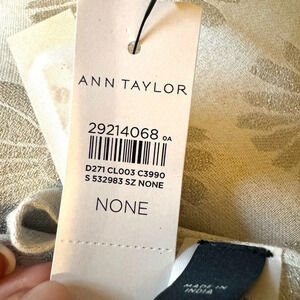 ANN TAYLOR
29214068 0A
D271 CL003 C3990
S 532983 SZ NONE
NONE
MADE IN
INDIA